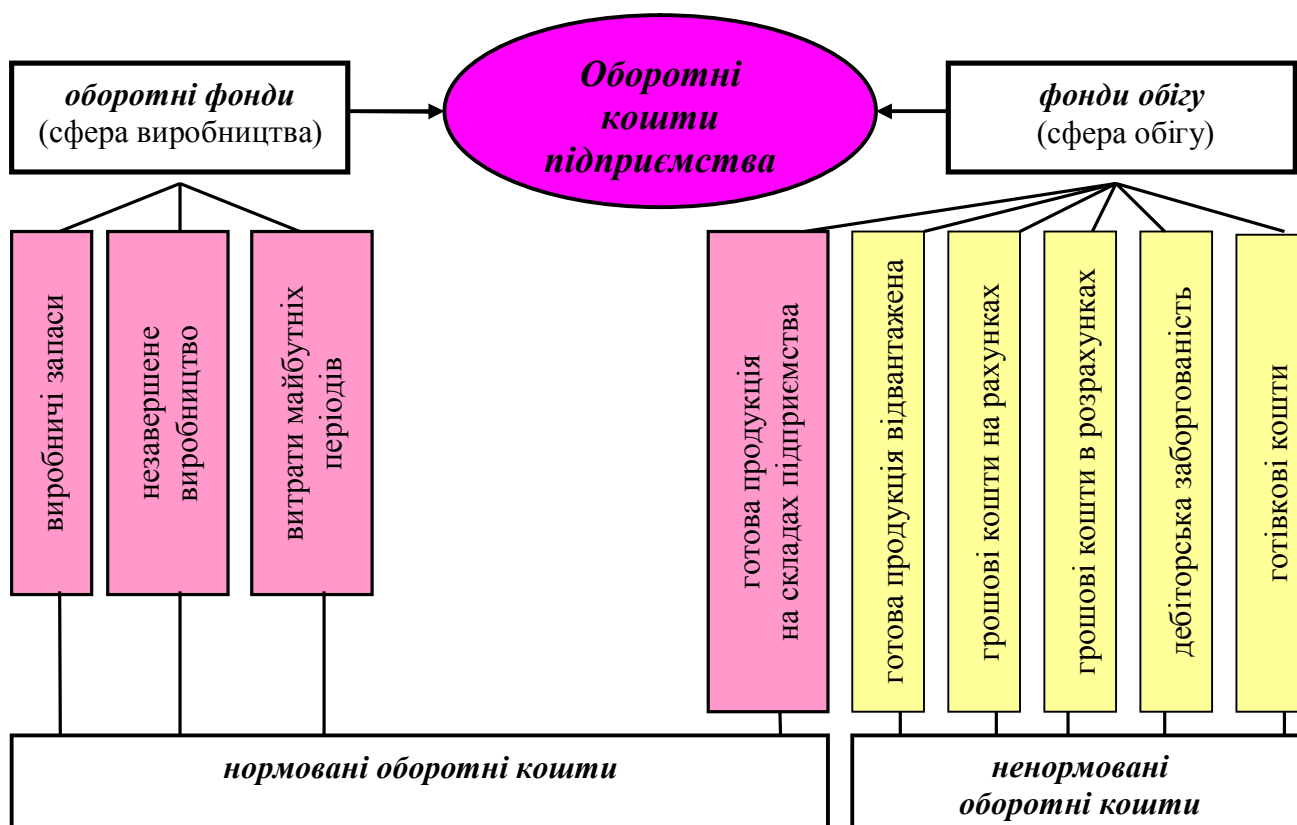 Оборотні
кошти
підприємства
оборотні фонди
(сфера виробництва)
фонди обігу
(сфера обігу)
виробничі запаси
незавершене
виробництво
витрати майбутніх
періодів
готова продукція
на складах підприємства
готова продукція відвантажена
грошові кошти на рахунках
грошові кошти в розрахунках
дебіторська заборгованість
готівкові кошти
нормовані оборотні кошти
ненормовані
оборотні кошти